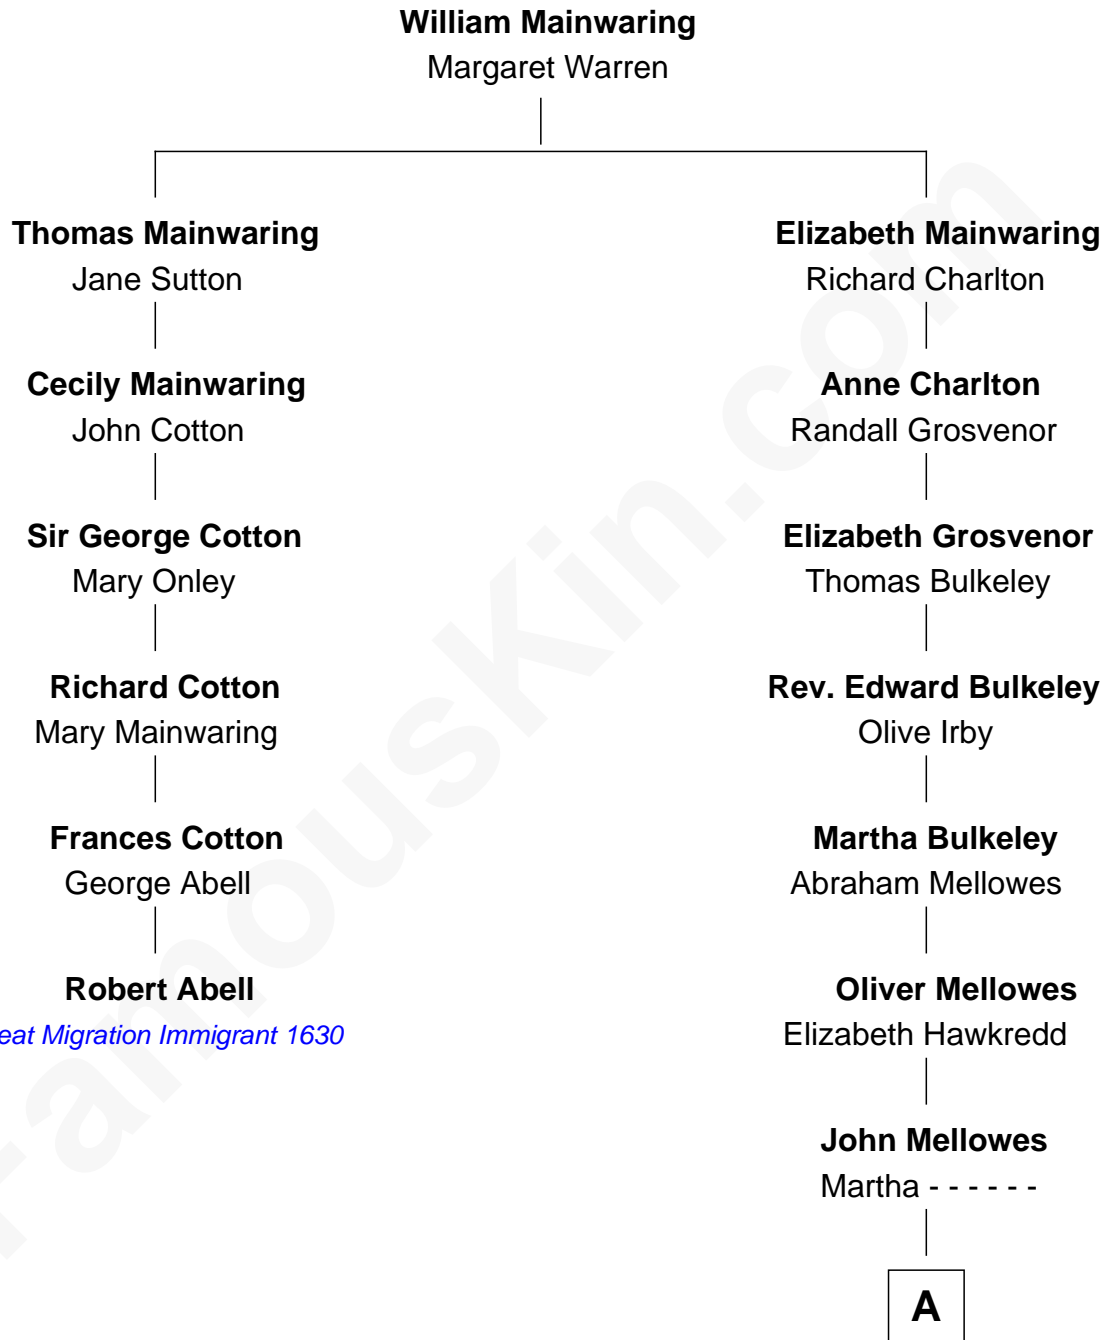 William Mainwaring
Margaret Warren
Thomas Mainwaring
Jane Sutton
Elizabeth Mainwaring
Richard Charlton
Cecily Mainwaring
John Cotton
Anne Charlton
Randall Grosvenor
Sir George Cotton
Mary Onley
Elizabeth Grosvenor
Thomas Bulkeley
Richard Cotton
Mary Mainwaring
Rev. Edward Bulkeley
Olive Irby
Frances Cotton
George Abell
Martha Bulkeley
Abraham Mellowes
Robert Abell
eat Migration Immigrant 1630
Oliver Mellowes
Elizabeth Hawkredd
John Mellowes
Martha - - - - - -
A
FamousKin.com